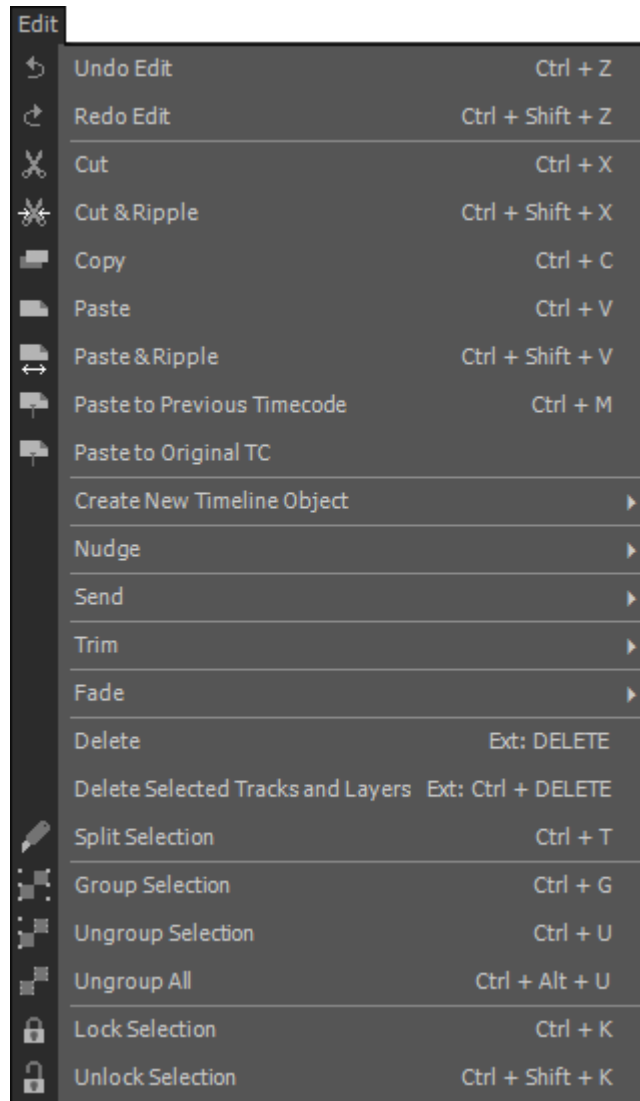 Edit
Undo Edit Ctrl + Z
Redo Edit Ctrl + Shift + Z
Cut Ctrl + X
Cut & Ripple Ctrl + Shift + X
Copy Ctrl + C
Paste Ctrl + V
Paste & Ripple Ctrl + Shift + V
Paste to Previous Timecode Ctrl + M
Paste to Original TC
Create New Timeline Object
Nudge
Send
Trim
Fade
Delete Ext: DELETE
Delete Selected Tracks and Layers Ext: Ctrl + DELETE
Split Selection Ctrl + T
Group Selection Ctrl + G
Ungroup Selection Ctrl + U
Ungroup All Ctrl + Alt + U
Lock Selection Ctrl + K
Unlock Selection Ctrl + Shift + K